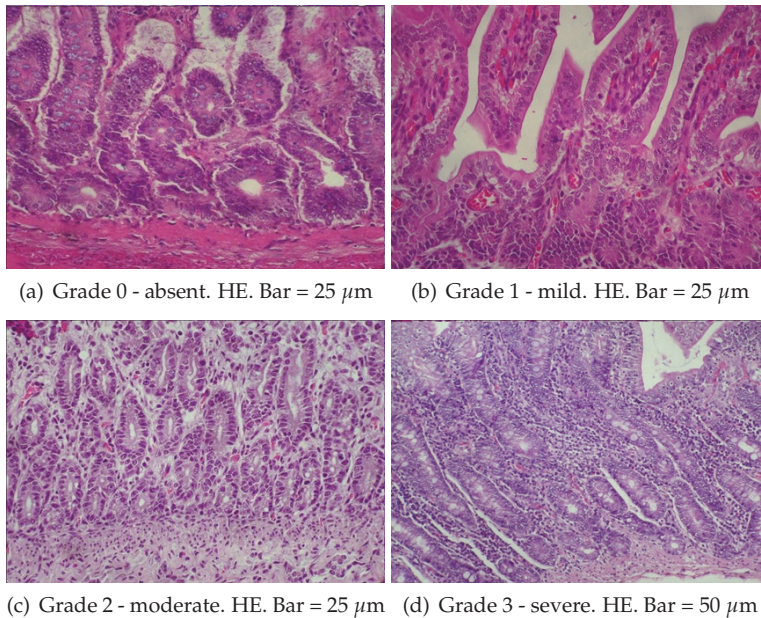 (a) Grade 0 - absent. HE. Bar = 25 µm
(b) Grade 1 - mild. HE. Bar = 25 µm
(c) Grade 2 - moderate. HE. Bar = 25 µm
(d) Grade 3 - severe. HE. Bar = 50 µm